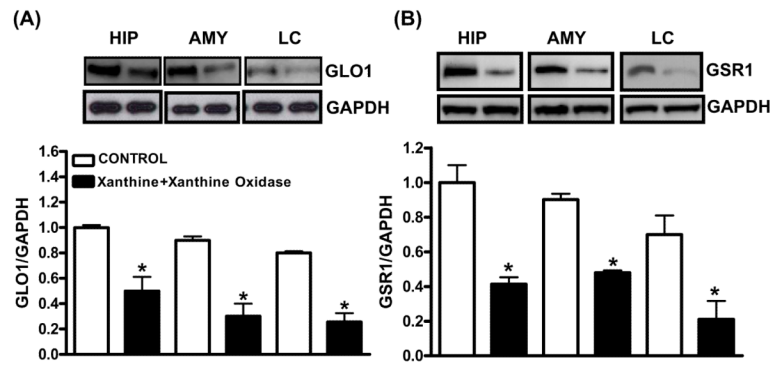 (A)
HIP AMY LC
GLO1
GAPDH
GLO1/GAPDH
1.6
1.4
1.2
1.0
0.8
0.6
0.4
0.2
0.0
CONTROL
Xanthine+Xanthine Oxidase
* * *
(B)
HIP AMY LC
GSR1
GAPDH
GSR1/GAPDH
1.2
1.0
0.8
0.6
0.4
0.2
0.0
* * *